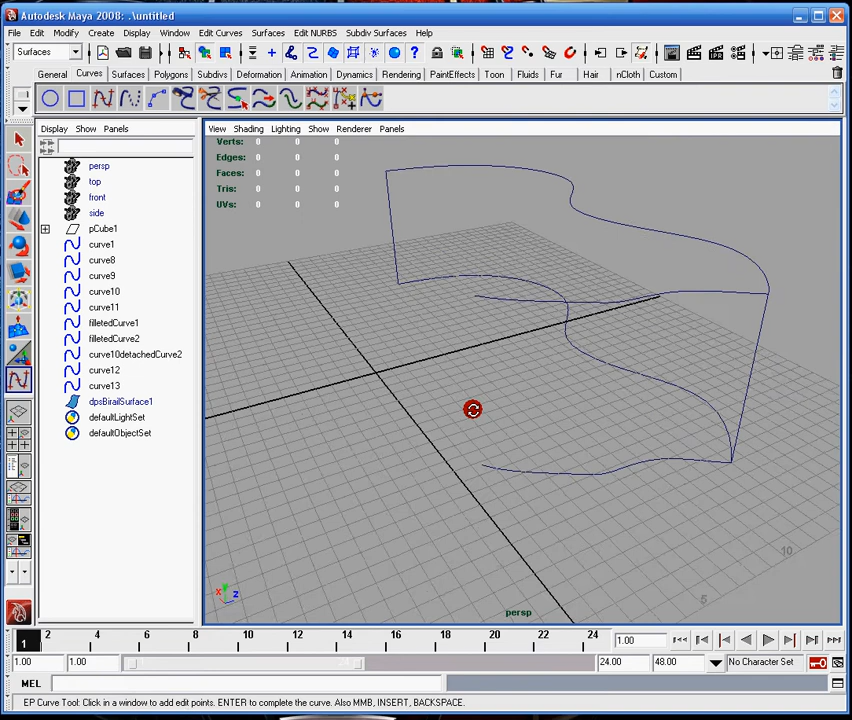 Autodesk Maya 2008: .\untitled
File Edit Modify Create Display Window Edit Curves Surfaces Edit NURBS Subdiv Surfaces Help
Surfaces
General Curves Surfaces Polygons Subdivs Deformation Animation Dynamics Rendering PaintEffects Toon Fluids Fur Hair nCloth Custom
Display Show Panels
View Shading Lighting Show Renderer Panels
Verts: 0 0 0
Edges: 0 0 0
Faces: 0 0 0
Tris: 0 0 0
UVs: 0 0 0
persp
top
front
side
pCube1
curve1
curve8
curve9
curve10
curve11
filletedCurve1
filletedCurve2
curve10detachedCurve2
curve12
curve13
dpsBirailSurface1
defaultLightSet
defaultObjectSet
10
5
x z
persp
1 2 4 6 8 10 12 14 16 18 20 22 24 1.00
1.00 1.00 24 24.00 48.00 No Character Set
MEL
EP Curve Tool: Click in a window to add edit points. ENTER to complete the curve. Also MMB, INSERT, BACKSPACE.